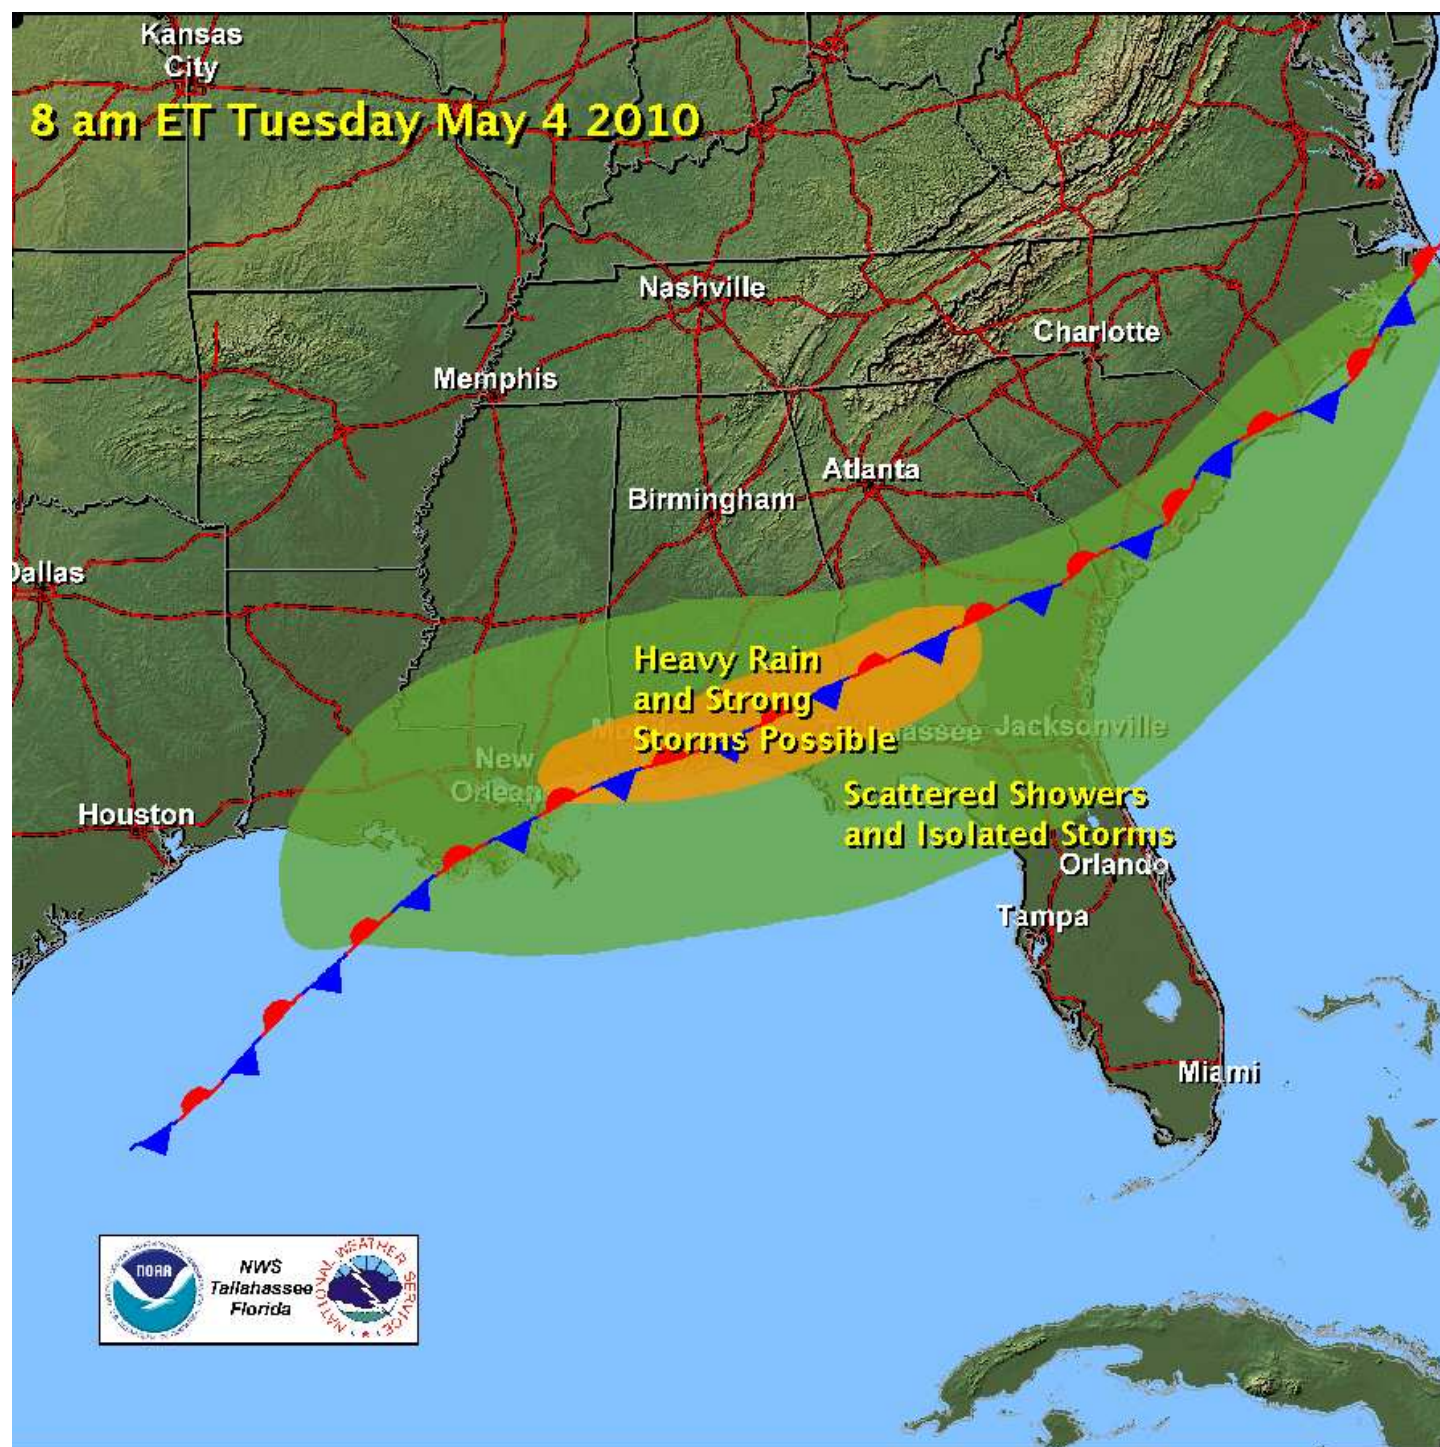 Kansas
City
8 am ET Tuesday May 4 2010
Nashville
Charlotte
Memphis
Atlanta
Birmingham
Dallas
Heavy Rain
and Strong
Storms Possible
Jacksonville
New
Orleans
Houston
Scattered Showers
and Isolated Storms
Orlando
Tampa
Miami
NOAA
NWS
Tallahassee
Florida
NATIONAL WEATHER SERVICE